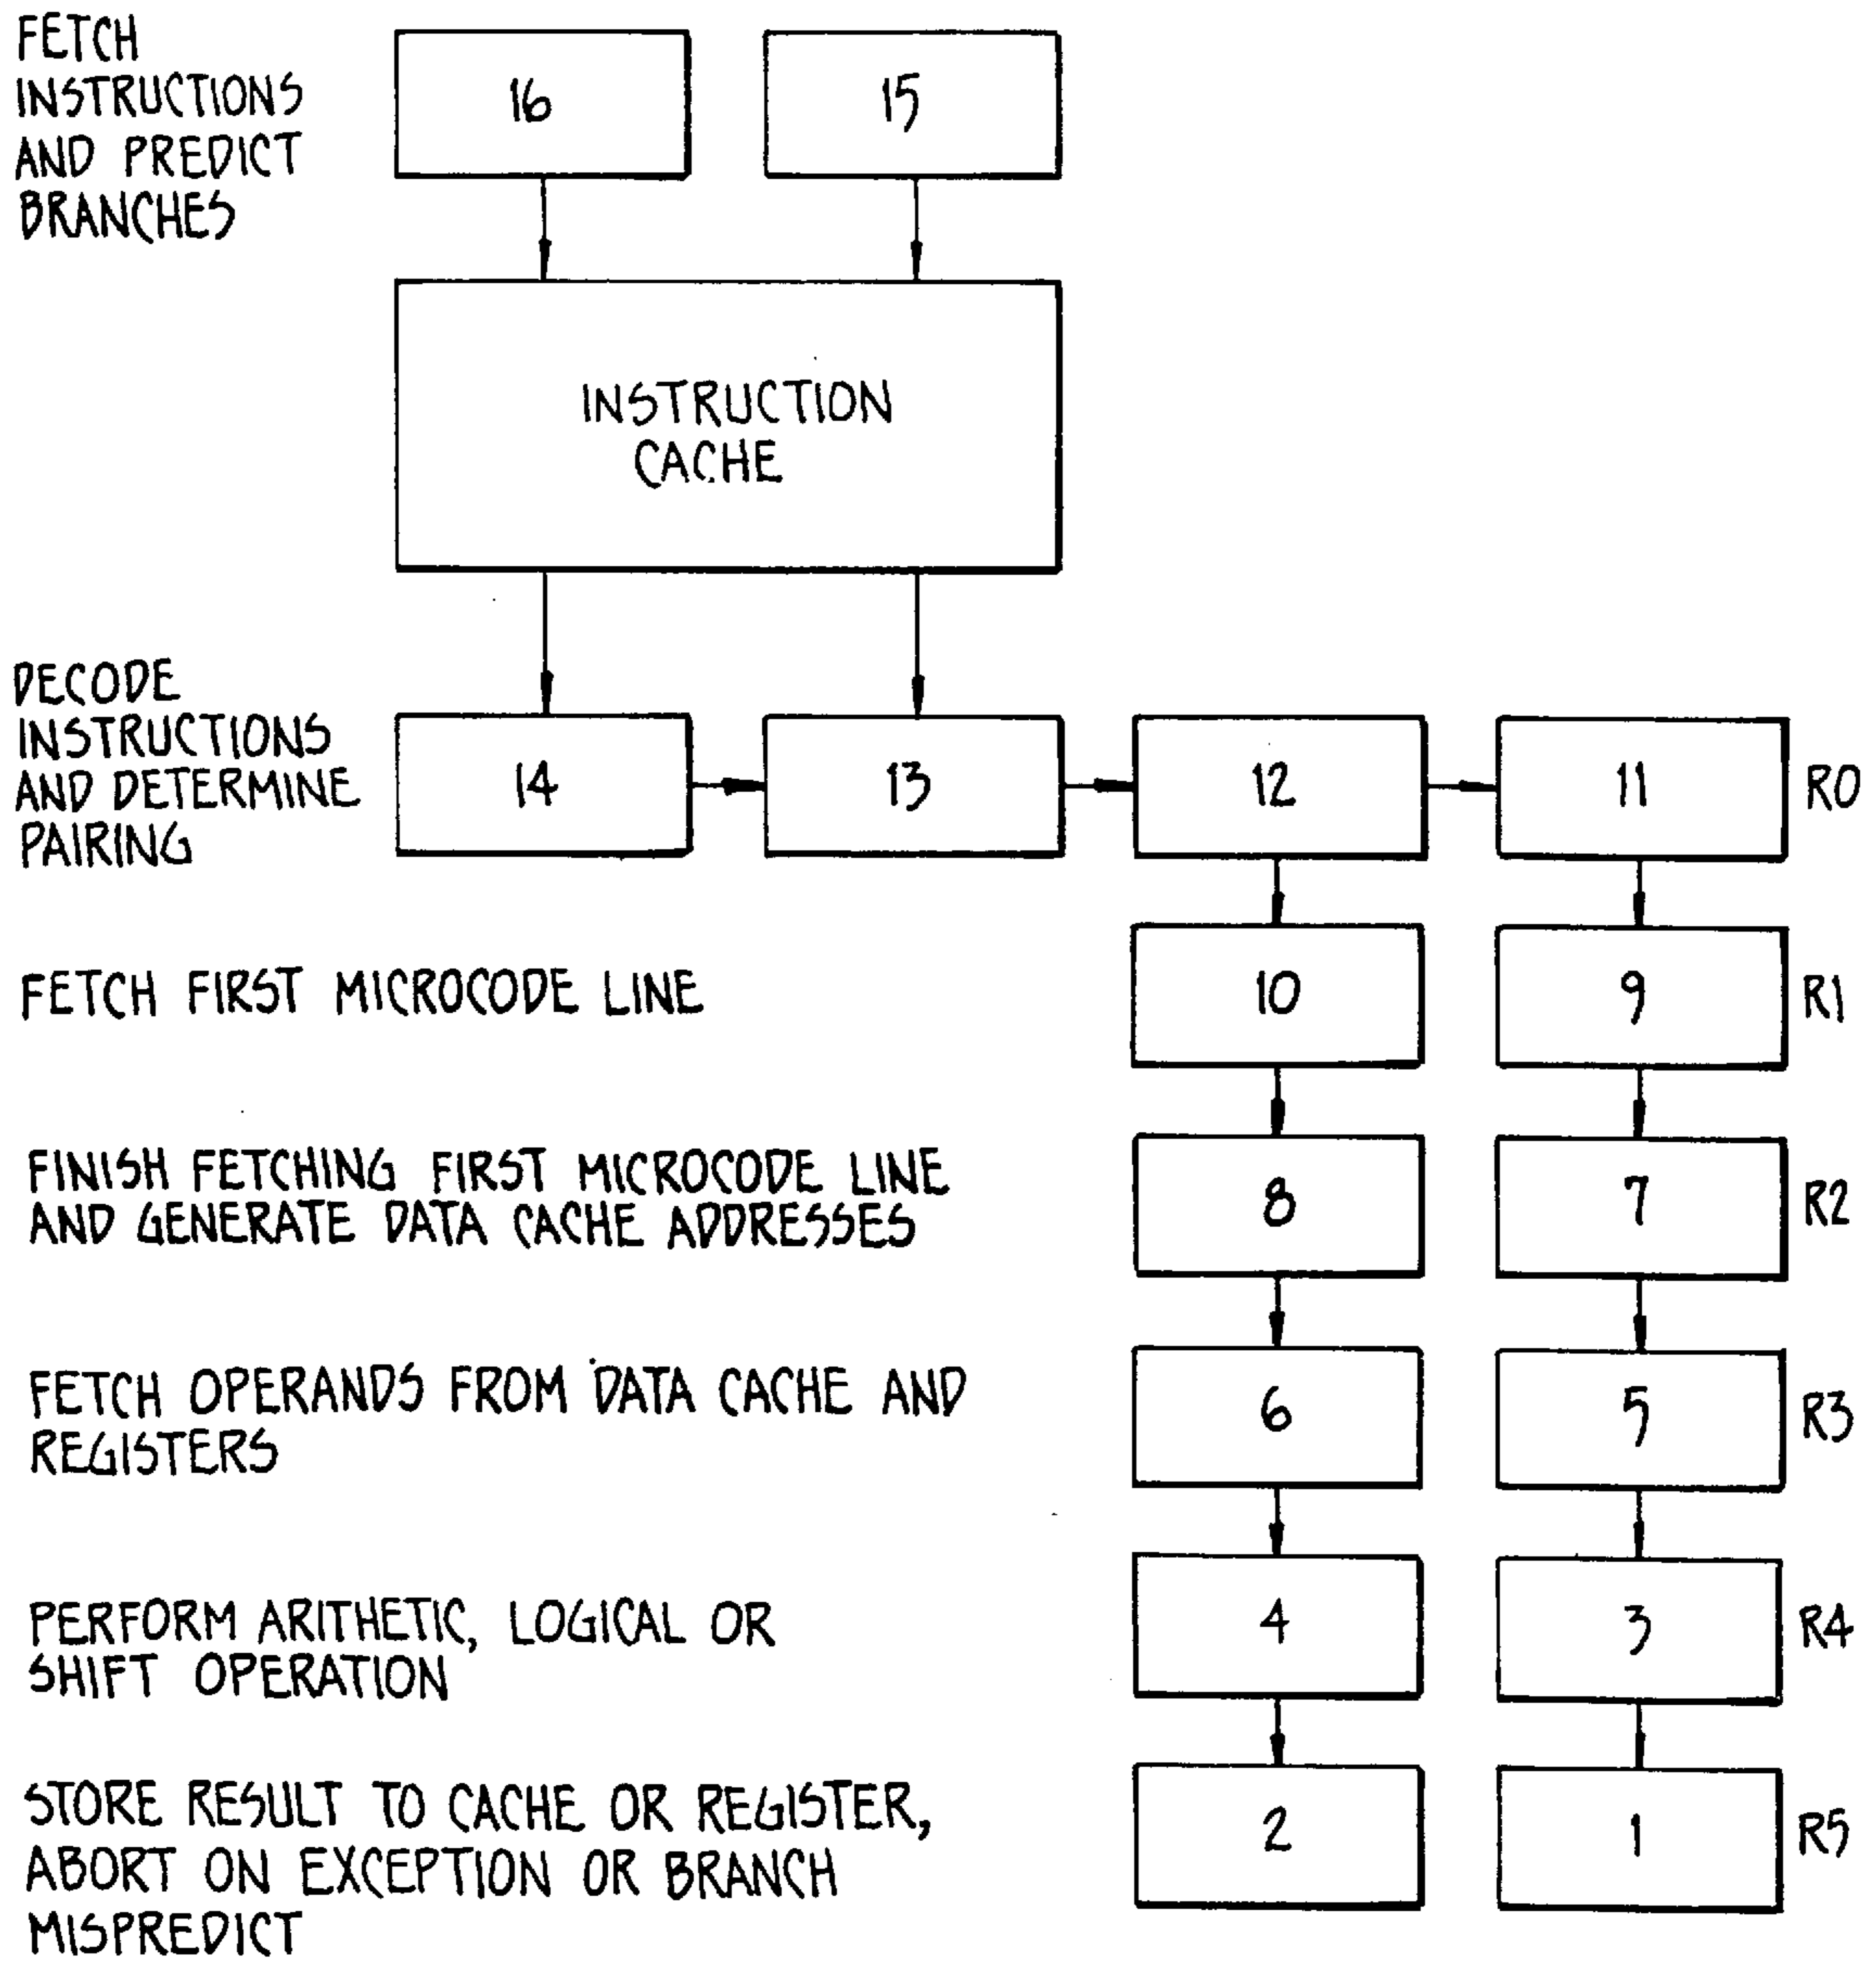 FETCH
INSTRUCTIONS
AND PREDICT
BRANCHES
16
15
INSTRUCTION
CACHE
DECODE
INSTRUCTIONS
AND DETERMINE
PAIRING
14
13
12
11
R0
FETCH FIRST MICROCODE LINE
10
9
R1
FINISH FETCHING FIRST MICROCODE LINE
AND GENERATE DATA CACHE ADDRESSES
8
7
R2
FETCH OPERANDS FROM DATA CACHE AND
REGISTERS
6
5
R3
PERFORM ARITHETIC, LOGICAL OR
SHIFT OPERATION
4
3
R4
STORE RESULT TO CACHE OR REGISTER,
ABORT ON EXCEPTION OR BRANCH
MISPREDICT
2
1
R5